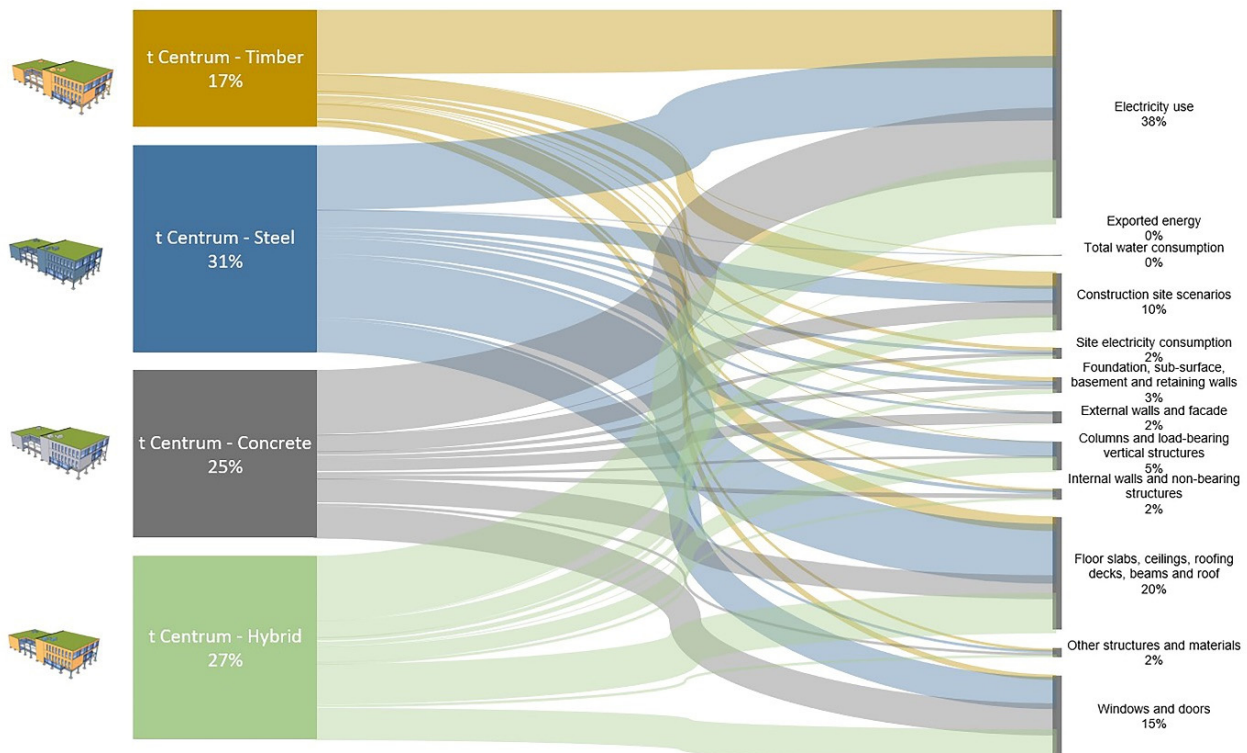 t Centrum - Timber
17%
t Centrum - Steel
31%
t Centrum - Concrete
25%
t Centrum - Hybrid
27%
Electricity use
38%
Exported energy
0%
Total water consumption
0%
Construction site scenarios
10%
Site electricity consumption
2%
Foundation, sub-surface,
basement and retaining walls
3%
External walls and facade
2%
Columns and load-bearing
vertical structures
5%
Internal walls and non-bearing
structures
2%
Floor slabs, ceilings, roofing
decks, beams and roof
20%
Other structures and materials
2%
Windows and doors
15%